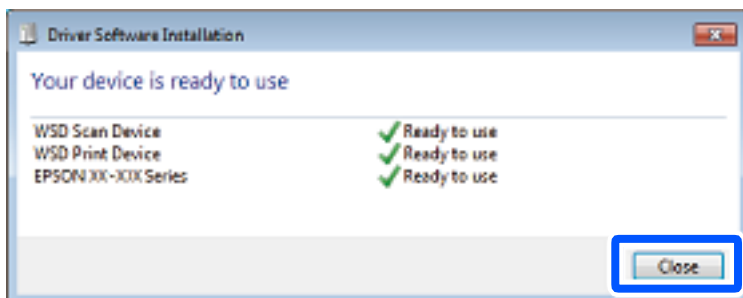 Driver Software Installation
Your device is ready to use
WSD Scan Device Ready to use
WSD Print Device Ready to use
EPSON XX-XXX Series Ready to use
Close